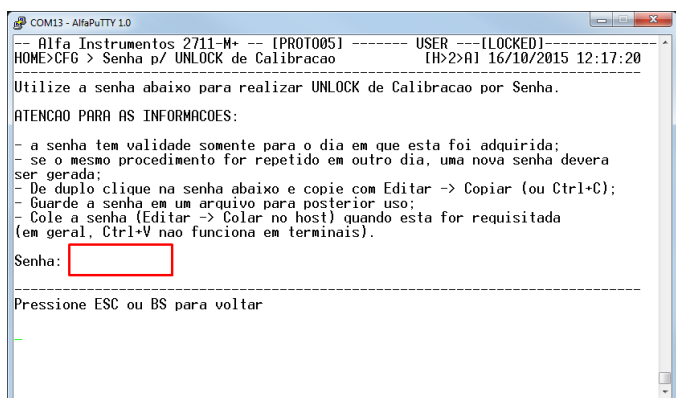 COM13 - AlfaPuTTY 1.0
-- Alfa Instrumentos 2711-M+ -- [PROTO05] ------- USER ---[LOCKED]--------------
HOME>CFG > Senha p/ UNLOCK de Calibracao [H>2>A] 16/10/2015 12:17:20
--------------------------------------------------------------------------------
Utilize a senha abaixo para realizar UNLOCK de Calibracao por Senha.
ATENCAO PARA AS INFORMACOES:
- a senha tem validade somente para o dia em que esta foi adquirida;
- se o mesmo procedimento for repetido em outro dia, uma nova senha devera
ser gerada;
- De duplo clique na senha abaixo e copie com Editar -> Copiar (ou Ctrl+C);
- Guarde a senha em um arquivo para posterior uso;
- Cole a senha (Editar -> Colar no host) quando esta for requisitada
(em geral, Ctrl+V nao funciona em terminais).
Senha:
--------------------------------------------------------------------------------
Pressione ESC ou BS para voltar
_